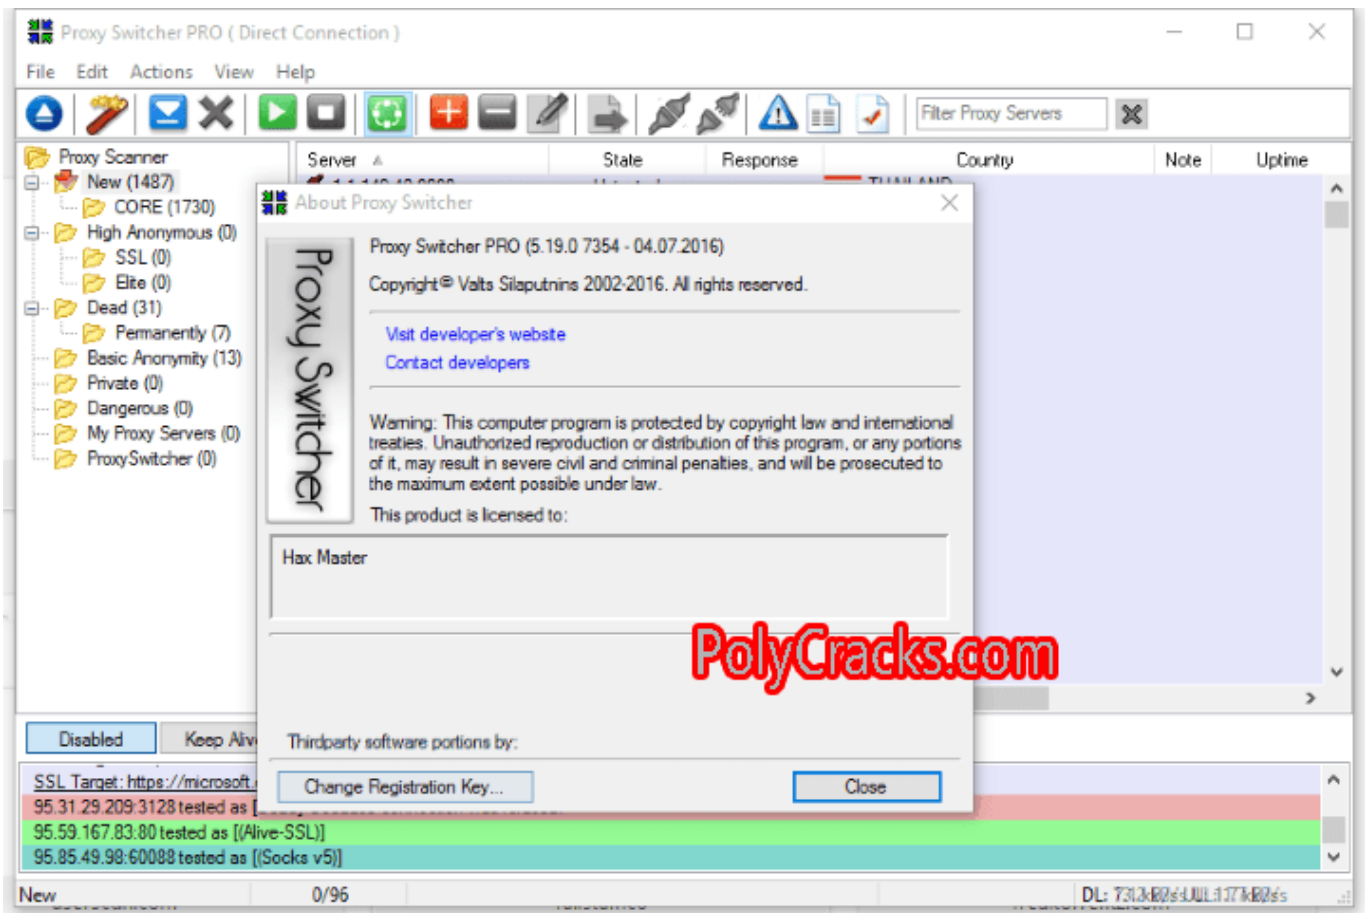 Proxy Switcher PRO ( Direct Connection )
File Edit Actions View Help
Filter Proxy Servers
Proxy Scanner
New (1487)
CORE (1730)
High Anonymous (0)
SSL (0)
Elite (0)
Dead (31)
Permanently (7)
Basic Anonymity (13)
Private (0)
Dangerous (0)
My Proxy Servers (0)
ProxySwitcher (0)
Server State Response Country Note Uptime
THAILAND
About Proxy Switcher
Proxy Switcher
Proxy Switcher PRO (5.19.0 7354 - 04.07.2016)
Copyright© Valts Silaputnins 2002-2016. All rights reserved.
Visit developer's website
Contact developers
Warning: This computer program is protected by copyright law and international
treaties. Unauthorized reproduction or distribution of this program, or any portions
of it, may result in severe civil and criminal penalties, and will be prosecuted to
the maximum extent possible under law.
This product is licensed to:
Hax Master
PolyCracks.com
Thirdparty software portions by:
Change Registration Key... Close
Disabled Keep Aliv
SSL Target: https://microsoft.
95.31.29.209:3128 tested as [
95.59.167.83:80 tested as [(Alive-SSL)]
95.85.49.98:60088 tested as [(Socks v5)]
New 0/96 DL: